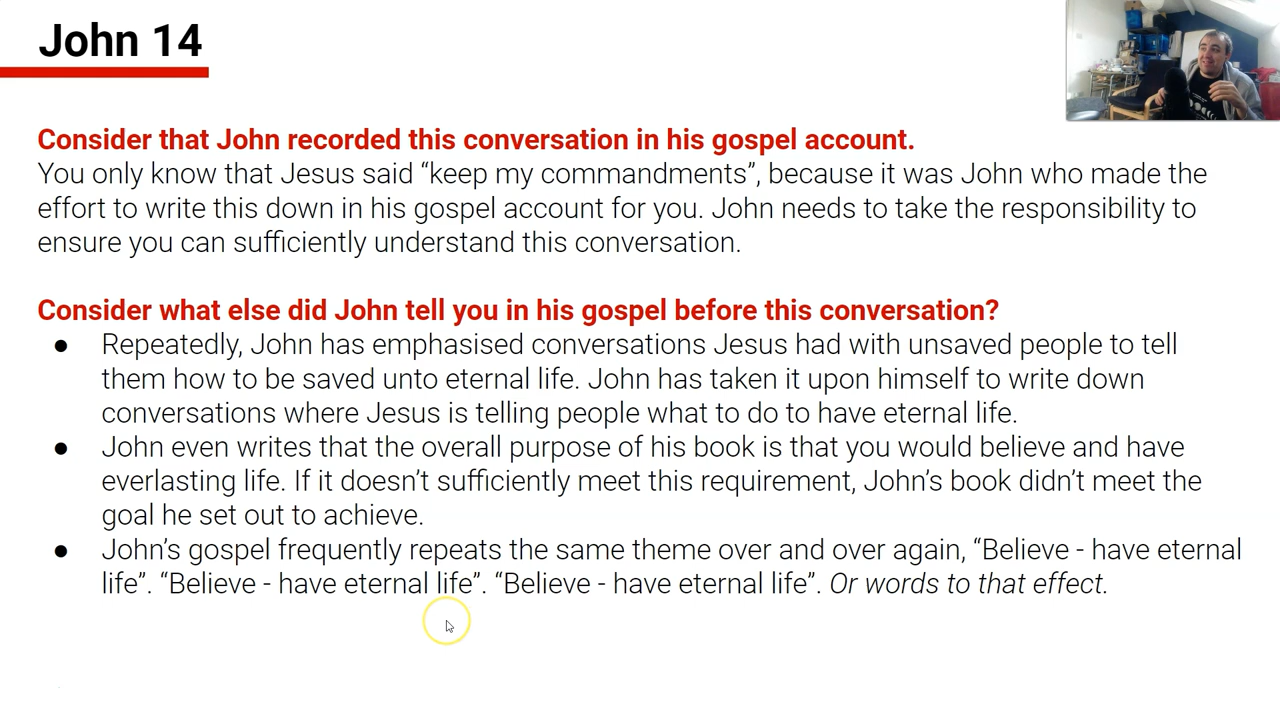 John 14
Consider that John recorded this conversation in his gospel account.
You only know that Jesus said “keep my commandments”, because it was John who made the
effort to write this down in his gospel account for you. John needs to take the responsibility to
ensure you can sufficiently understand this conversation.
Consider what else did John tell you in his gospel before this conversation?
● Repeatedly, John has emphasised conversations Jesus had with unsaved people to tell
them how to be saved unto eternal life. John has taken it upon himself to write down
conversations where Jesus is telling people what to do to have eternal life.
● John even writes that the overall purpose of his book is that you would believe and have
everlasting life. If it doesn’t sufficiently meet this requirement, John’s book didn’t meet the
goal he set out to achieve.
● John’s gospel frequently repeats the same theme over and over again, “Believe - have eternal
life”. “Believe - have eternal life”. “Believe - have eternal life”. Or words to that effect.